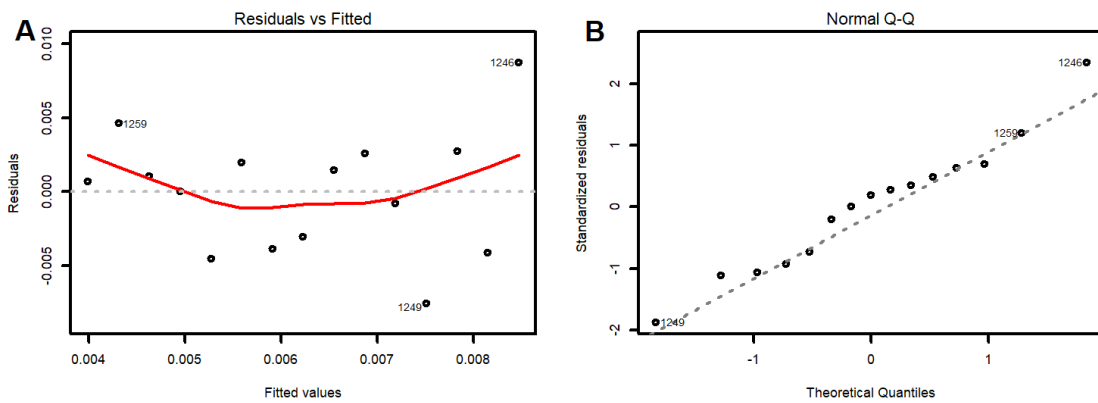 A
Residuals vs Fitted
Residuals
0.010
0.005
0.000
-0.005
1246
1259
1249
0.004
0.005
0.006
0.007
0.008
Fitted values
B
Normal Q-Q
Standardized residuals
2
1
0
-1
-2
1246
1259
1249
-1
0
1
Theoretical Quantiles